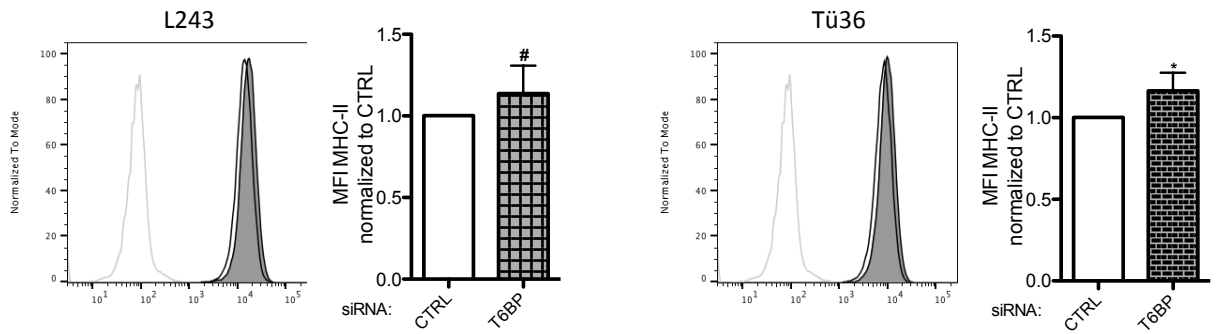 L243
Normalized To Mode
100
80
60
40
20
0
10^1
10^2
10^3
10^4
10^5
MFI MHC-II
normalized to CTRL
1.5
1.0
0.5
0.0
#
siRNA:
CTRL
T6BP
Tü36
Normalized To Mode
100
80
60
40
20
0
10^1
10^2
10^3
10^4
10^5
MFI MHC-II
normalized to CTRL
1.5
1.0
0.5
0.0
*
siRNA:
CTRL
T6BP